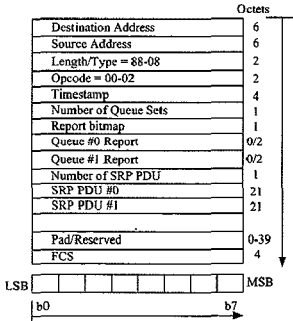 Octets
Destination Address 6
Source Address 6
Length/Type = 88-08 2
Opcode = 00-02 2
Timestamp 4
Number of Queue Sets 1
Report bitmap 1
Queue #0 Report 0/2
Queue #1 Report 0/2
Number of SRP PDU 1
SRP PDU #0 21
SRP PDU #1 21
Pad/Reserved 0-39
FCS 4
LSB MSB
b0 b7